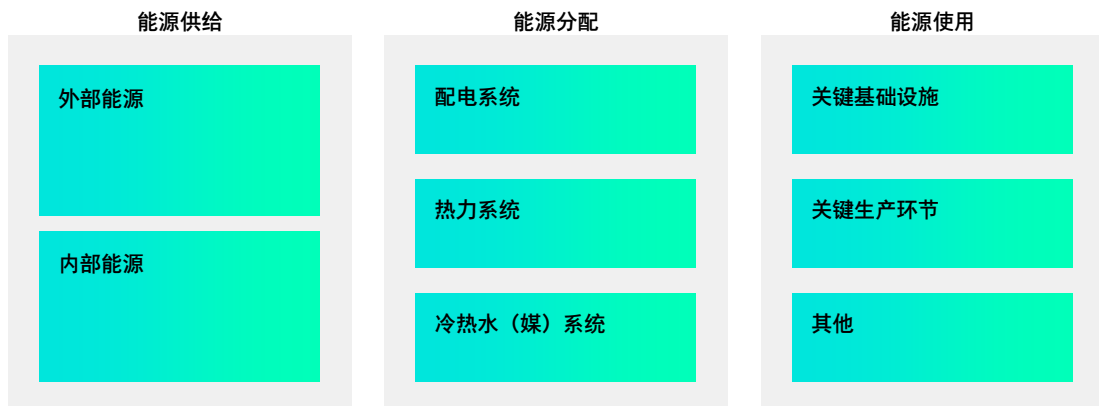 能源供给
外部能源
内部能源
能源分配
配电系统
热力系统
冷热水（媒）系统
能源使用
关键基础设施
关键生产环节
其他